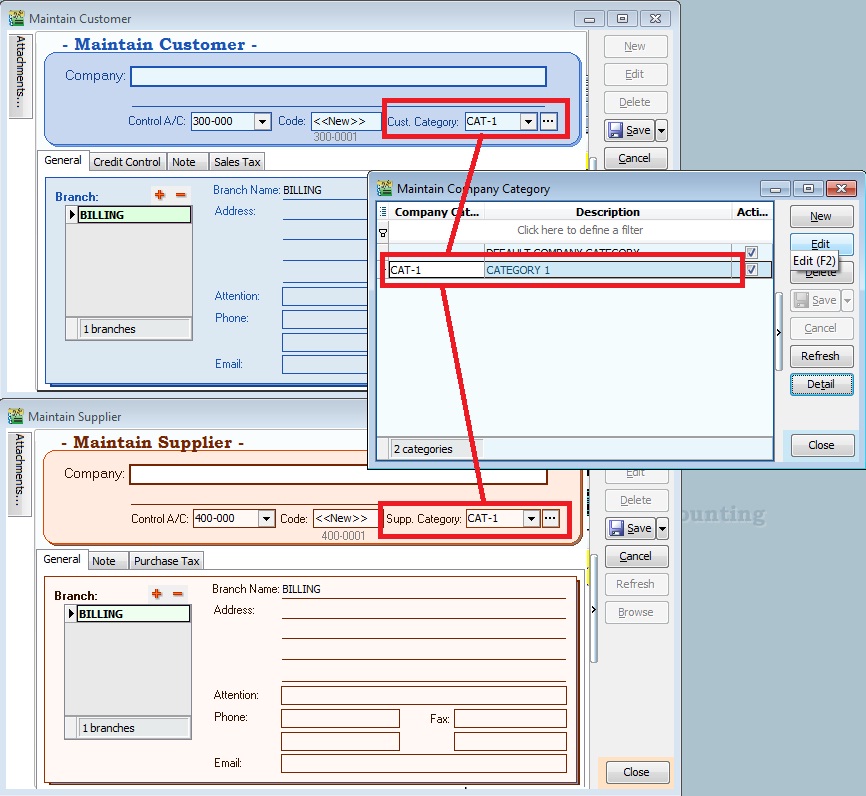 Maintain Customer
Attachments...
- Maintain Customer -
Company:
Control A/C: 300-000 Code: <<New>> Cust. Category: CAT-1 ...
300-0001
New
Edit
Delete
Save
Cancel
General Credit Control Note Sales Tax
Branch:
BILLING
1 branches
Branch Name: BILLING
Address:
Attention:
Phone:
Email:
Maintain Company Category
Company Cat... Description Acti...
Click here to define a filter
DEFAULT COMPANY CATEGORY
CAT-1 CATEGORY 1
2 categories
New
Edit
Edit (F2)
Delete
Save
Cancel
Refresh
Detail
Close
Maintain Supplier
Attachments...
- Maintain Supplier -
Company:
Control A/C: 400-000 Code: <<New>> Supp. Category: CAT-1 ...
400-0001
Edit
Delete
Save
Cancel
Refresh
Browse
Close
General Note Purchase Tax
Branch:
BILLING
1 branches
Branch Name: BILLING
Address:
Attention:
Phone: Fax:
Email:
ounting